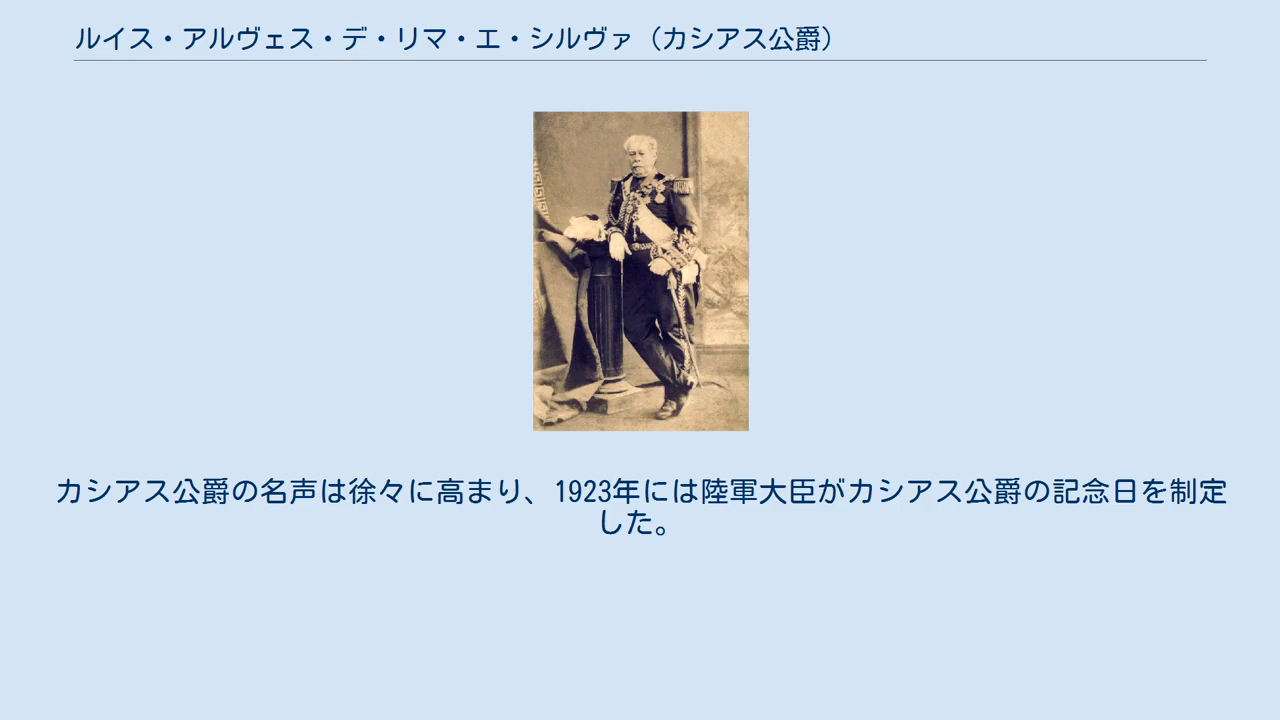 ルイス・アルヴェス・デ・リマ・エ・シルヴァ（カシアス公爵）
カシアス公爵の名声は徐々に高まり、1923年には陸軍大臣がカシアス公爵の記念日を制定
した。